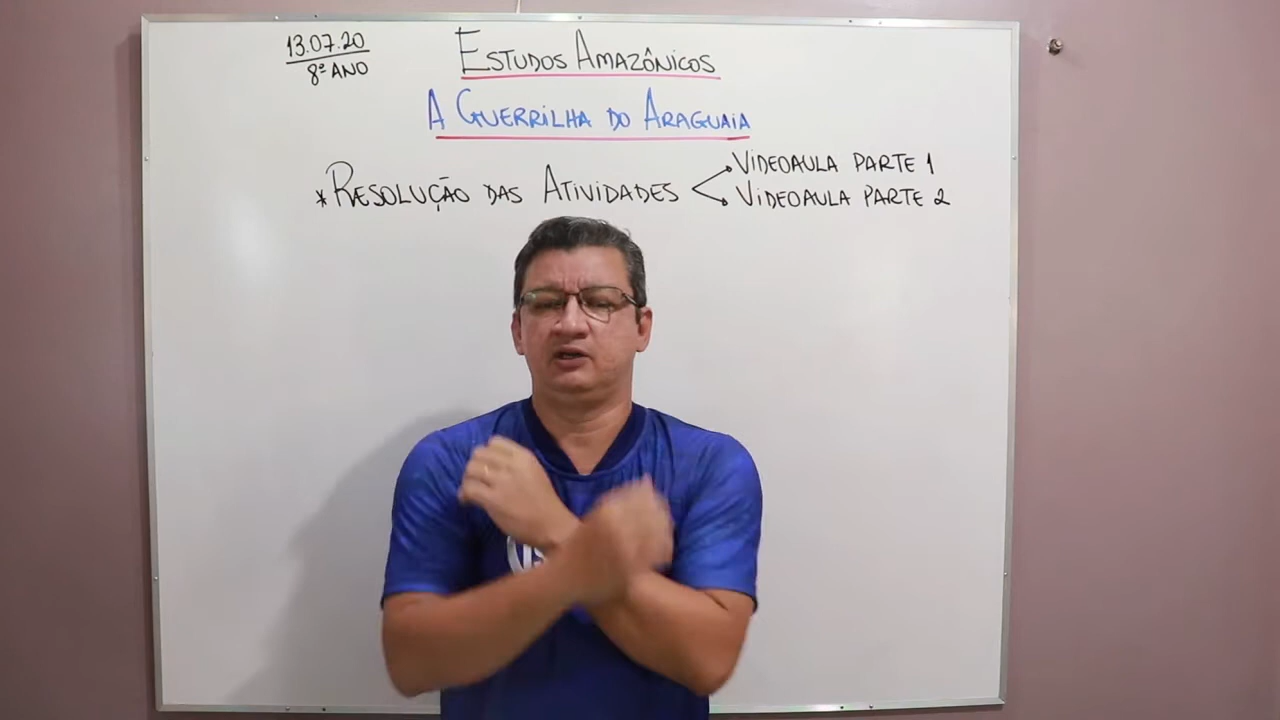 13.07.20
8º ANO
ESTUDOS AMAZÔNICOS
A GUERRILHA DO ARAGUAIA
* RESOLUÇÃO DAS ATIVIDADES
VIDEOAULA PARTE 1
VIDEOAULA PARTE 2